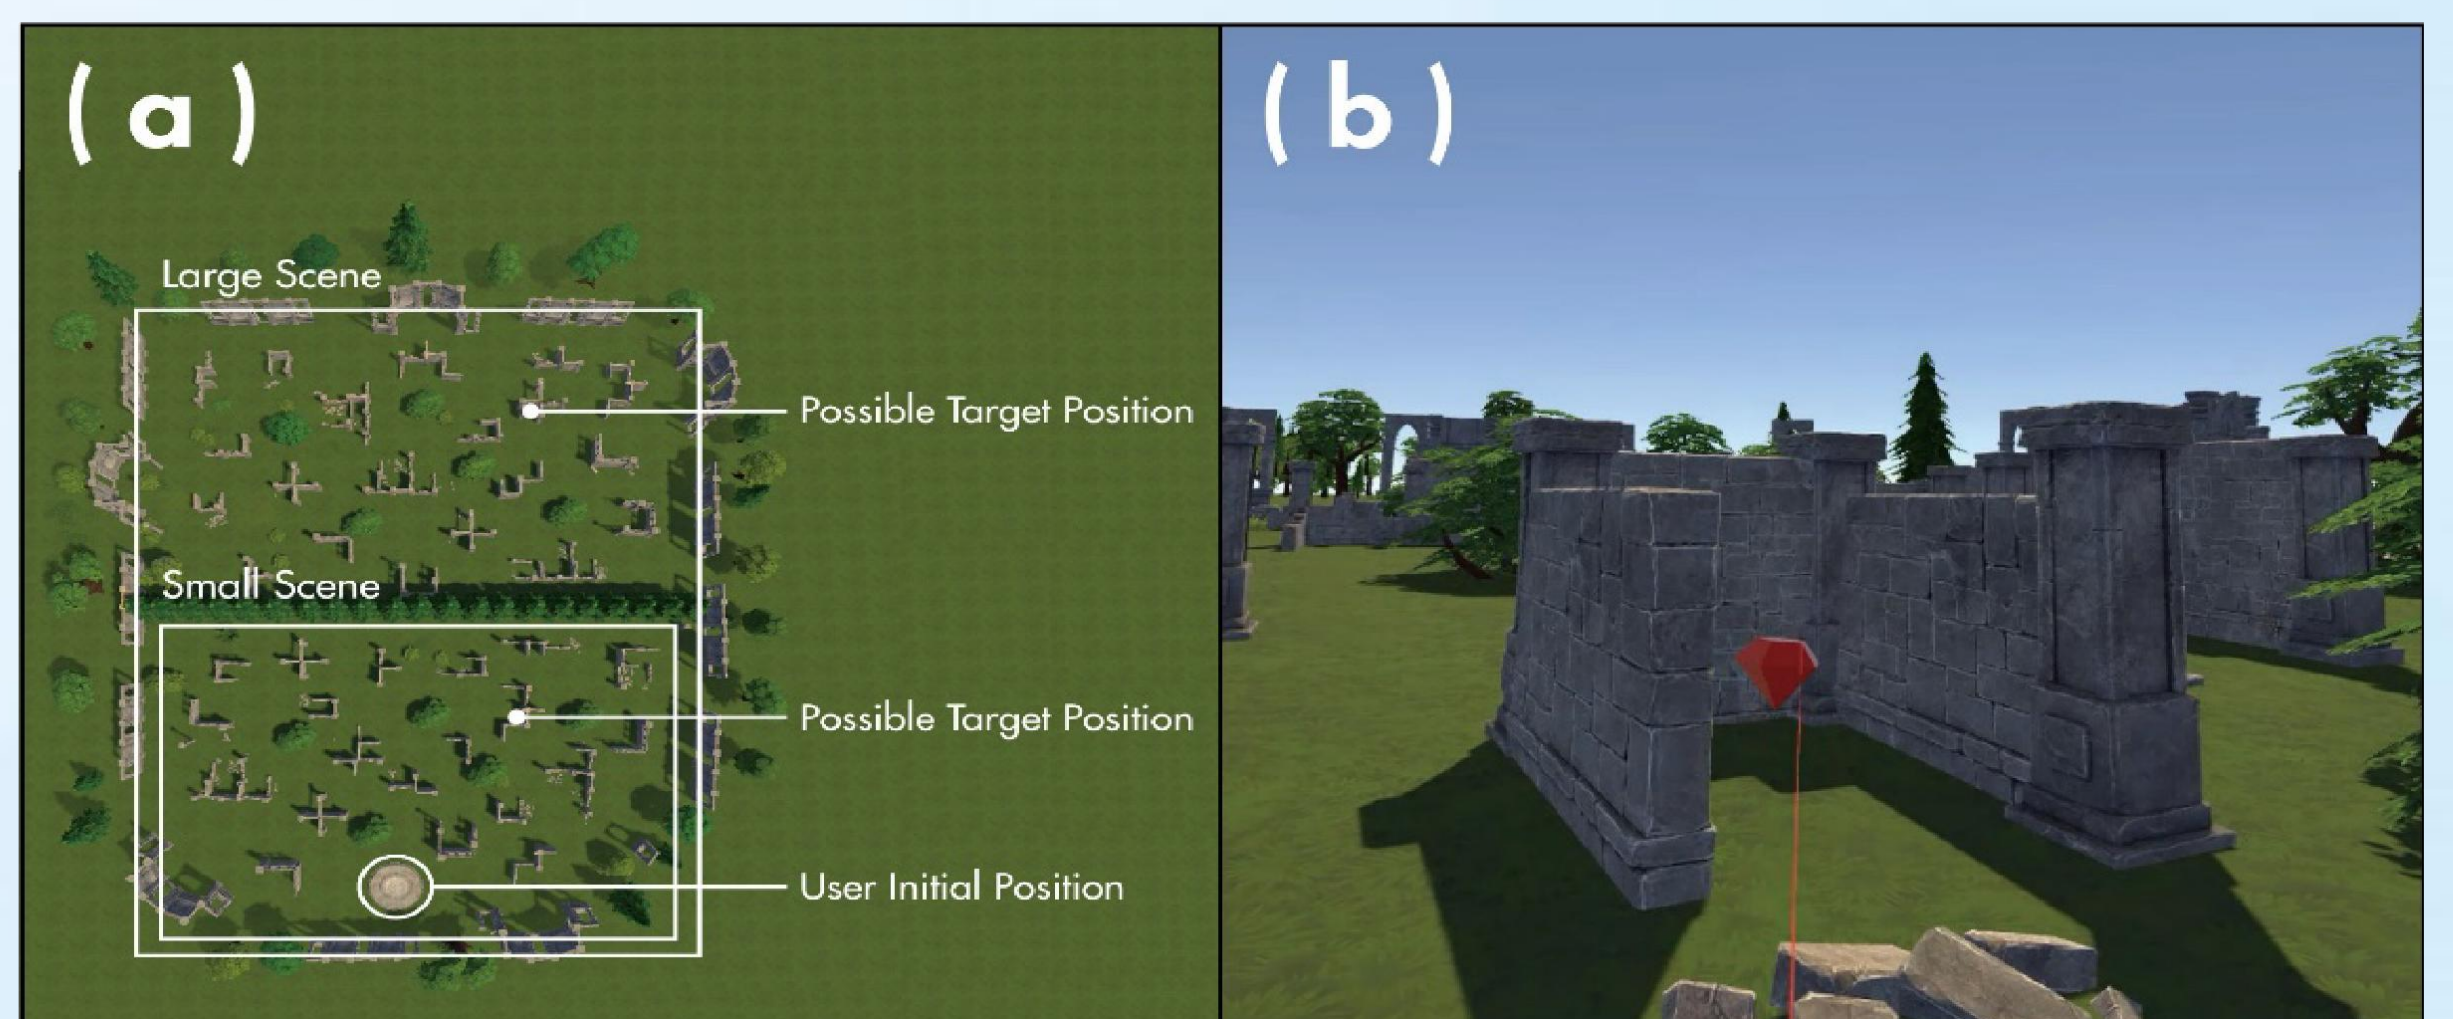 ( a )
Large Scene
Possible Target Position
Small Scene
Possible Target Position
User Initial Position
( b )